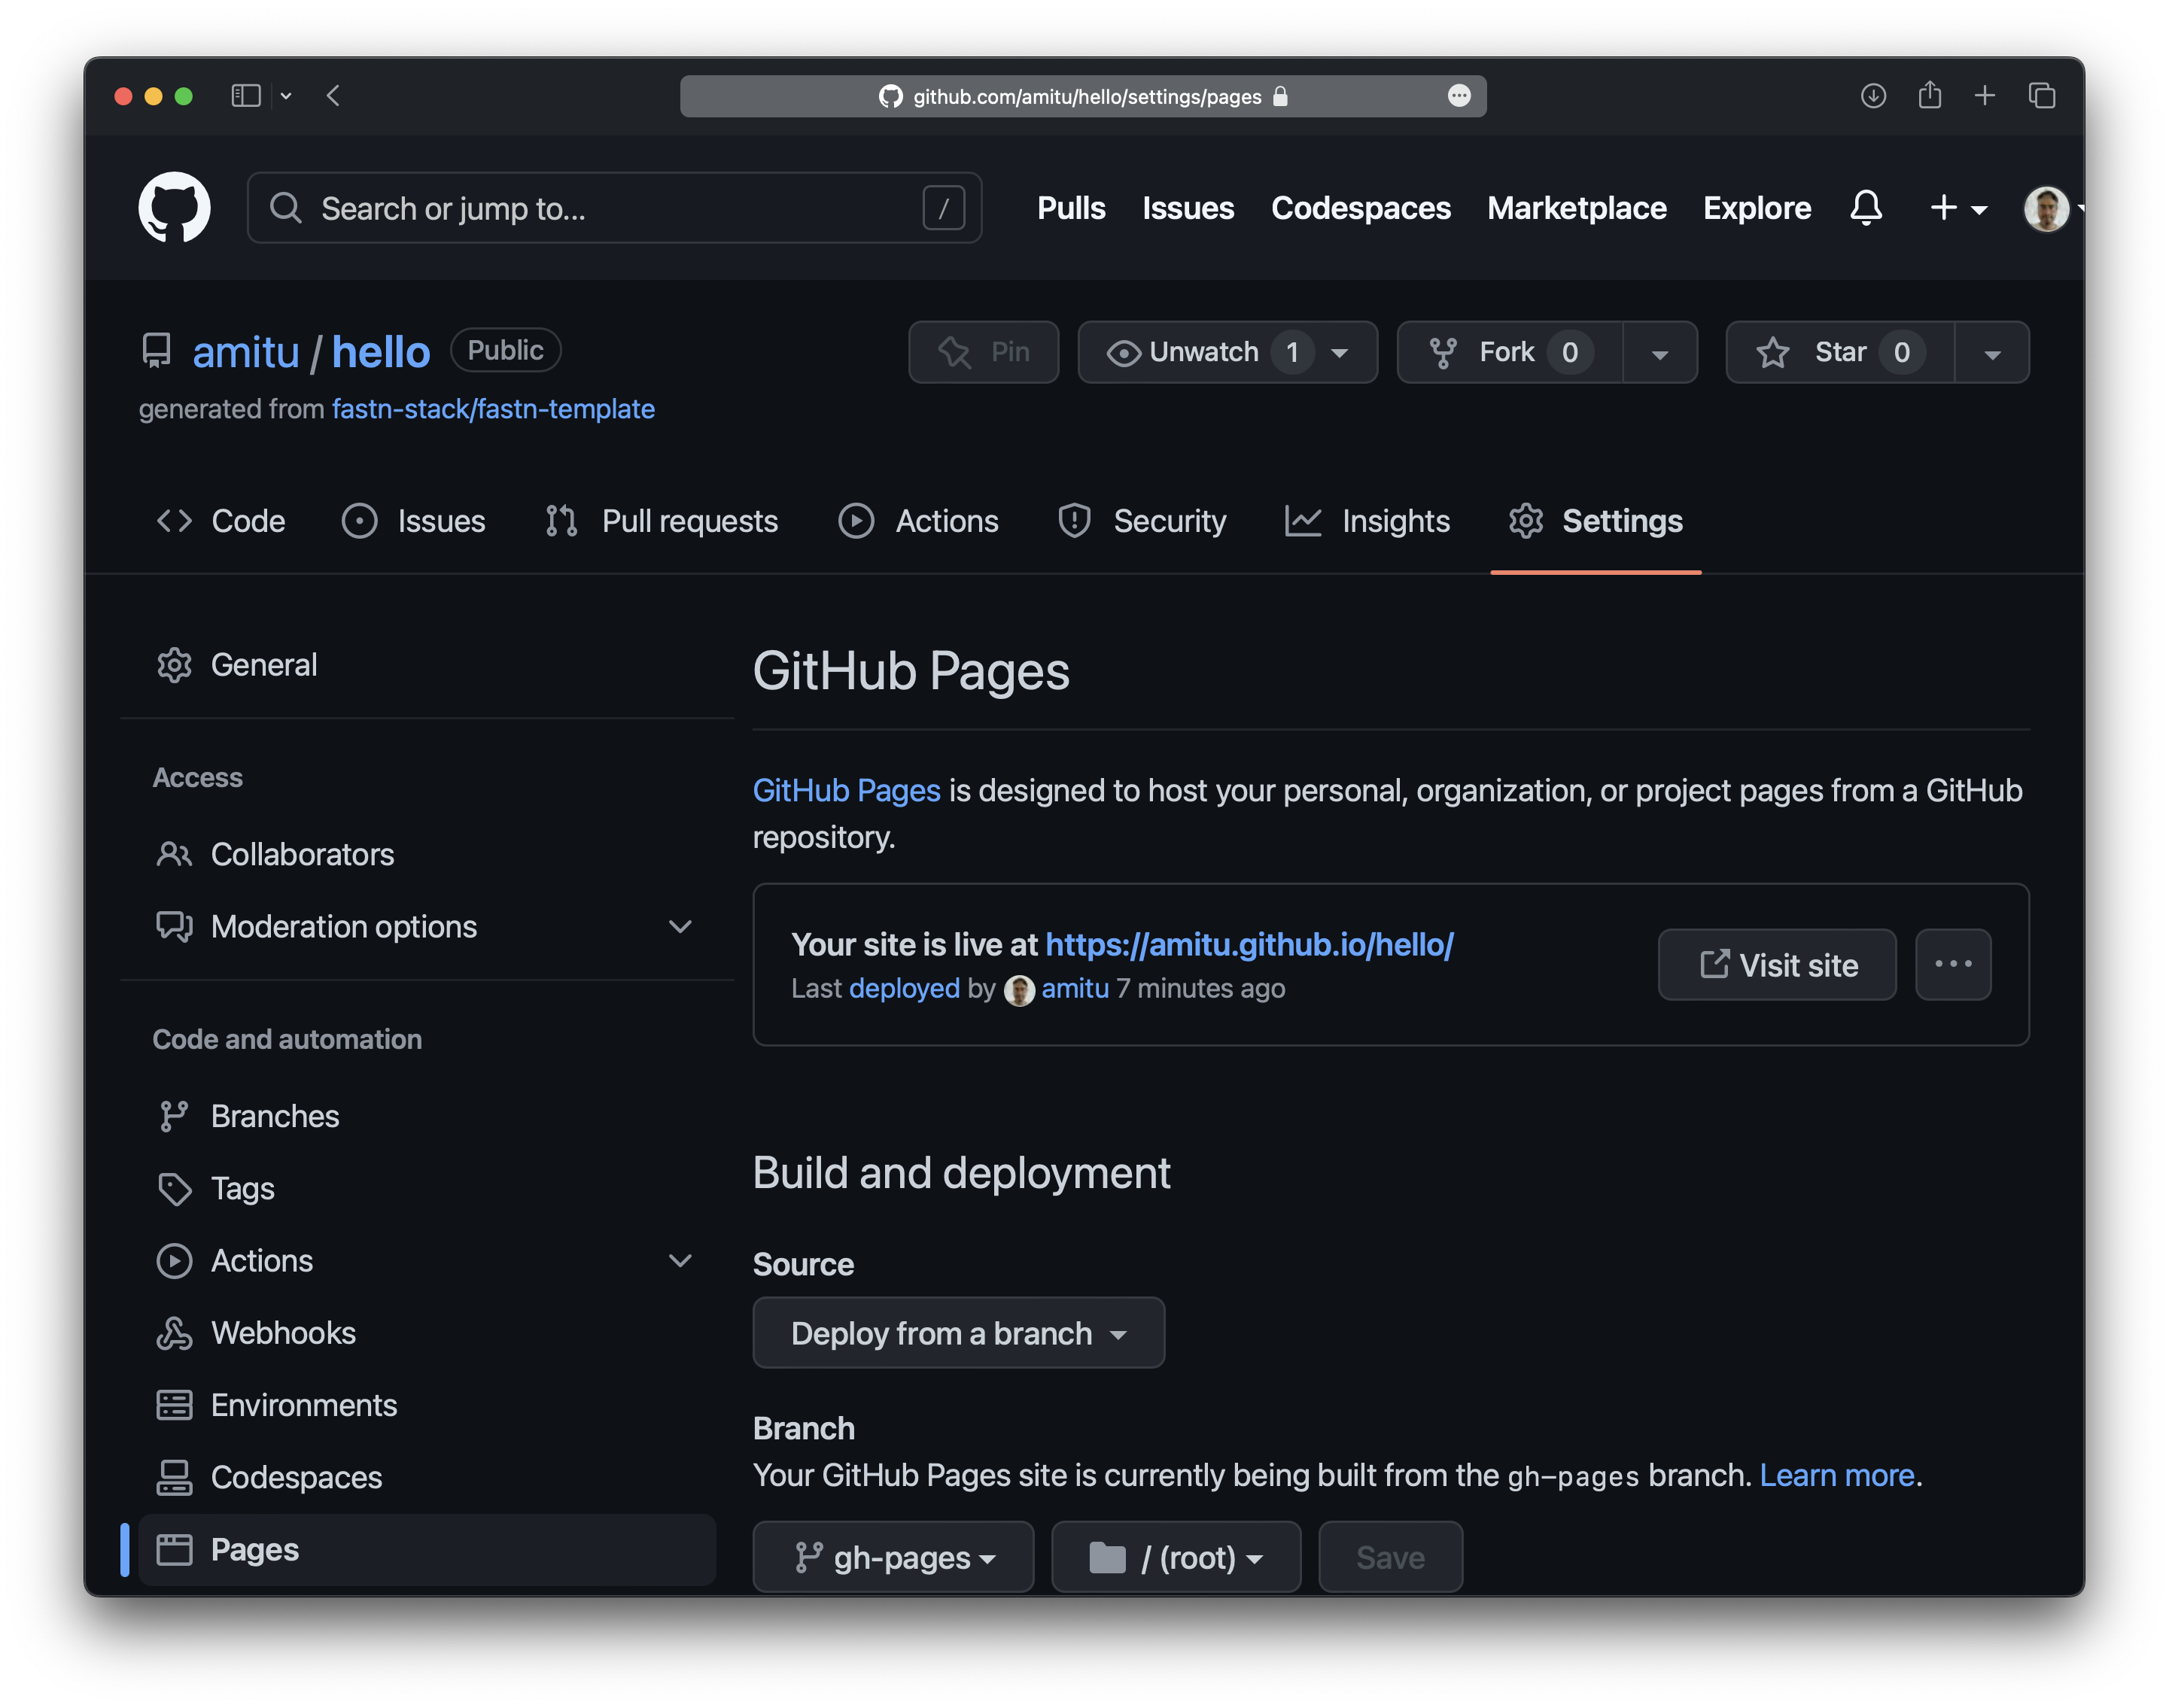 github.com/amitu/hello/settings/pages
Search or jump to... /
Pulls Issues Codespaces Marketplace Explore
amitu / hello Public
Pin Unwatch 1 Fork 0 Star 0
generated from fastn-stack/fastn-template
Code Issues Pull requests Actions Security Insights Settings
General
Access
Collaborators
Moderation options
Code and automation
Branches
Tags
Actions
Webhooks
Environments
Codespaces
Pages
GitHub Pages
GitHub Pages is designed to host your personal, organization, or project pages from a GitHub
repository.
Your site is live at https://amitu.github.io/hello/
Last deployed by amitu 7 minutes ago
Visit site
Build and deployment
Source
Deploy from a branch
Branch
Your GitHub Pages site is currently being built from the gh-pages branch. Learn more.
gh-pages / (root) Save